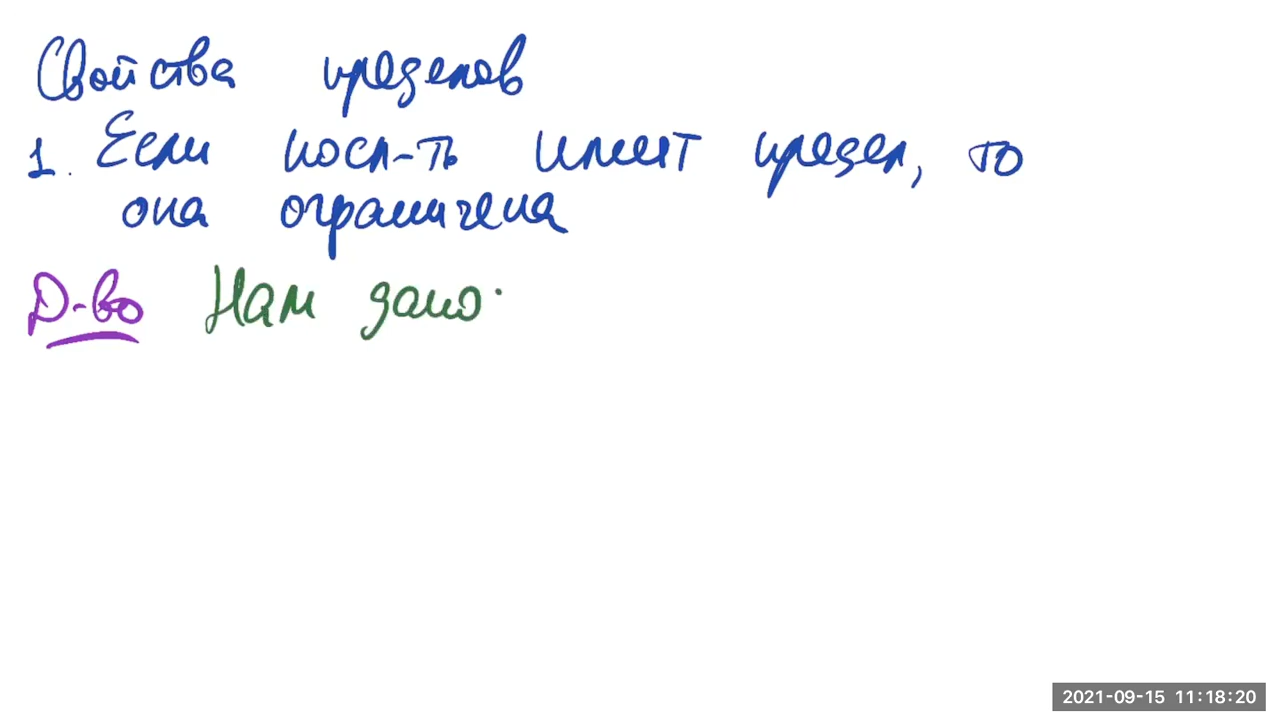 Свойства пределов
1. Если посл-ть имеет предел, то
она ограничена
Д-во Нам дано:
2021-09-15 11:18:20